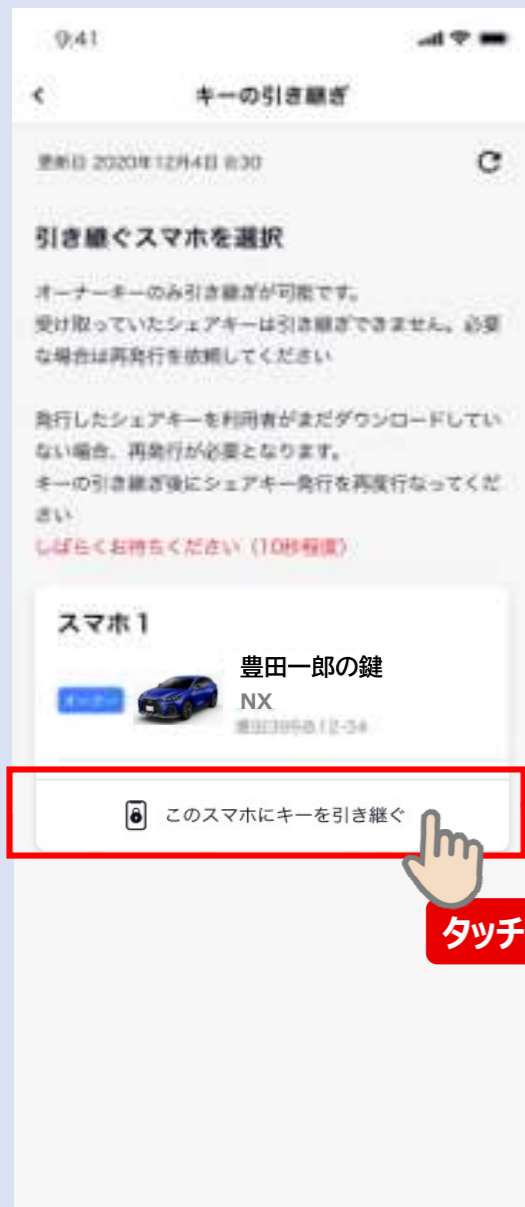 9:41
キーの引き継ぎ
更新日 2020年12月4日 8:30
引き継ぐスマホを選択
オーナーキーのみ引き継ぎが可能です。
受け取っていたシェアキーは引き継ぎできません。必要
な場合は再発行を依頼してください
発行したシェアキーを利用者がまだダウンロードしてい
ない場合、再発行が必要となります。
キーの引き継ぎ後にシェアキー発行を再度行なってくだ
さい
しばらくお待ちください（10秒程度）
スマホ1
豊田一郎の鍵
オーナー
NX
このスマホにキーを引き継ぐ
タッチ